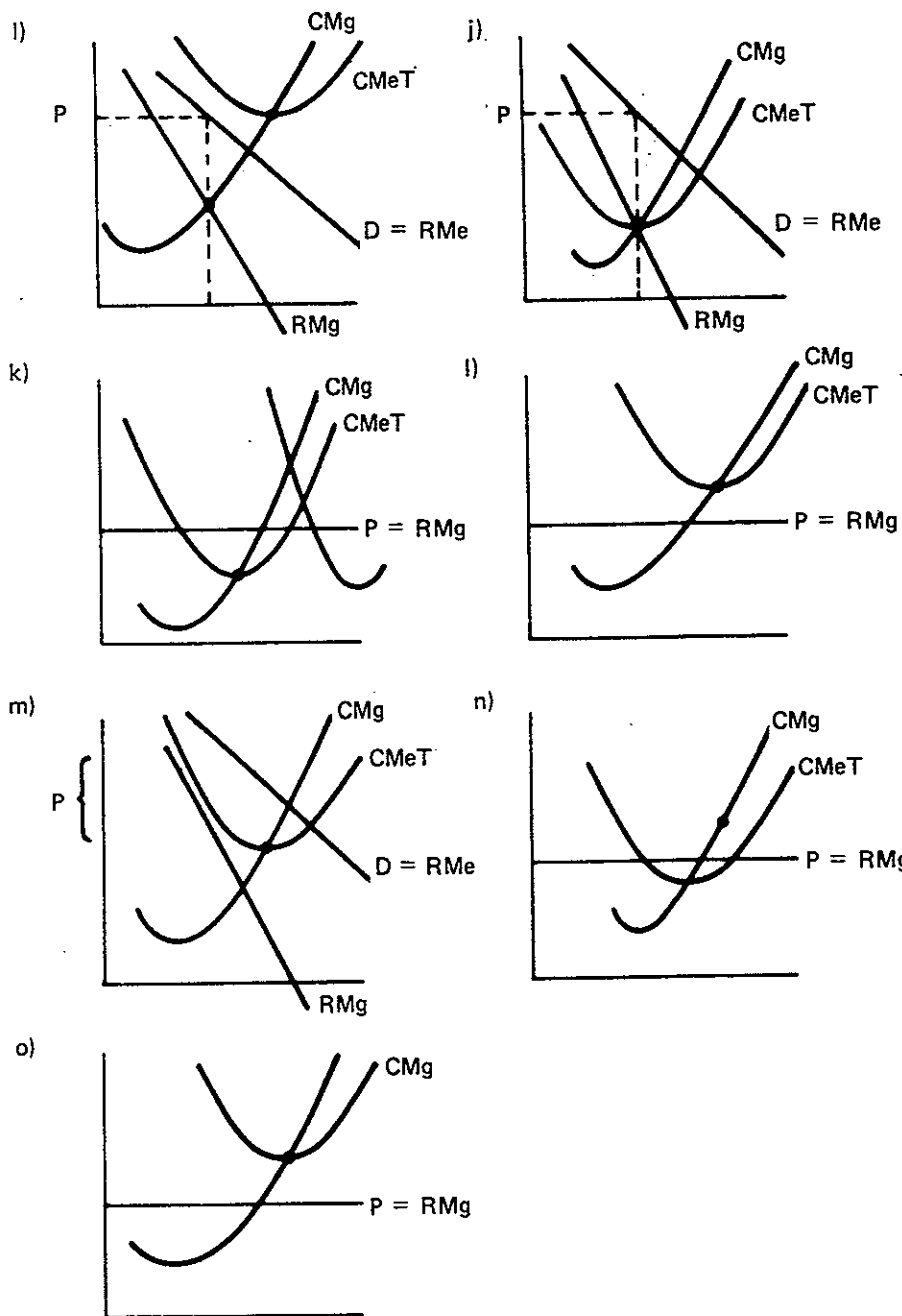 l)
CMg
CMeT
P
D = RMe
RMg
j)
CMg
CMeT
P
D = RMe
RMg
k)
CMg
CMeT
P = RMg
l)
CMg
CMeT
P = RMg
m)
CMg
CMeT
P {
D = RMe
RMg
n)
CMg
CMeT
P = RMg
o)
CMg
P = RMg